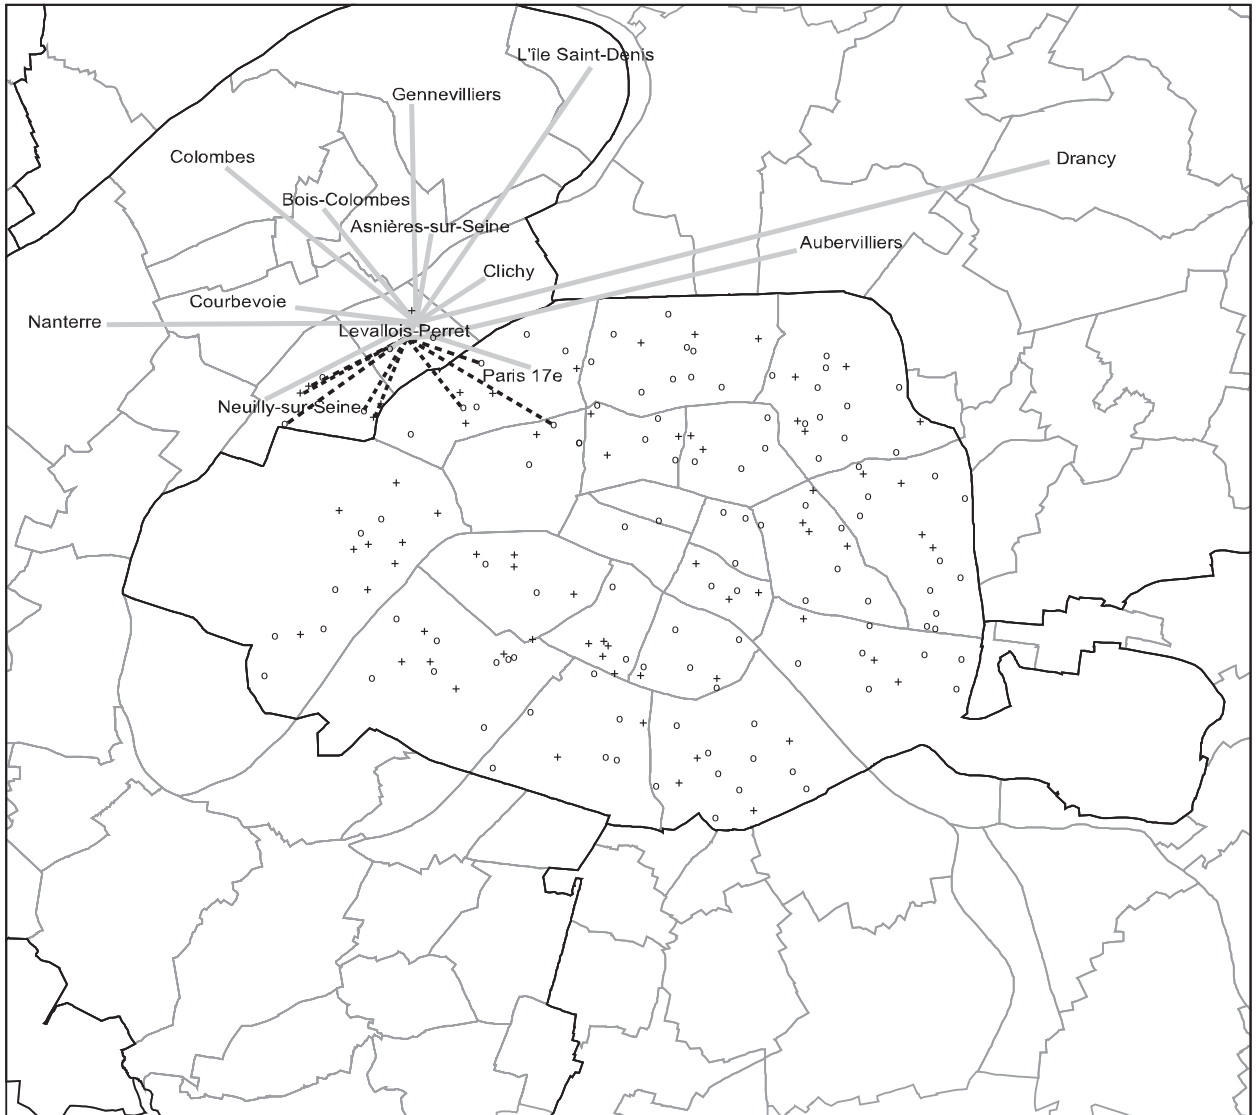 L'île Saint-Denis
Gennevilliers
Colombes
Drancy
Bois-Colombes
Asnières-sur-Seine
Aubervilliers
Clichy
Courbevoie
Nanterre
Levallois-Perret
Paris 17e
Neuilly-sur-Seine